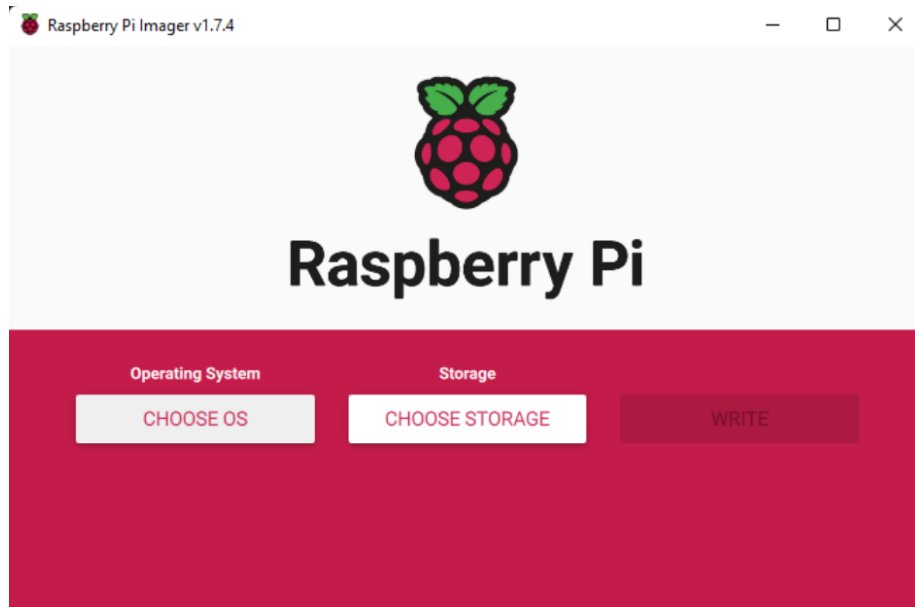 Raspberry Pi Imager v1.7.4
Raspberry Pi
Operating System
Storage
CHOOSE OS
CHOOSE STORAGE
WRITE